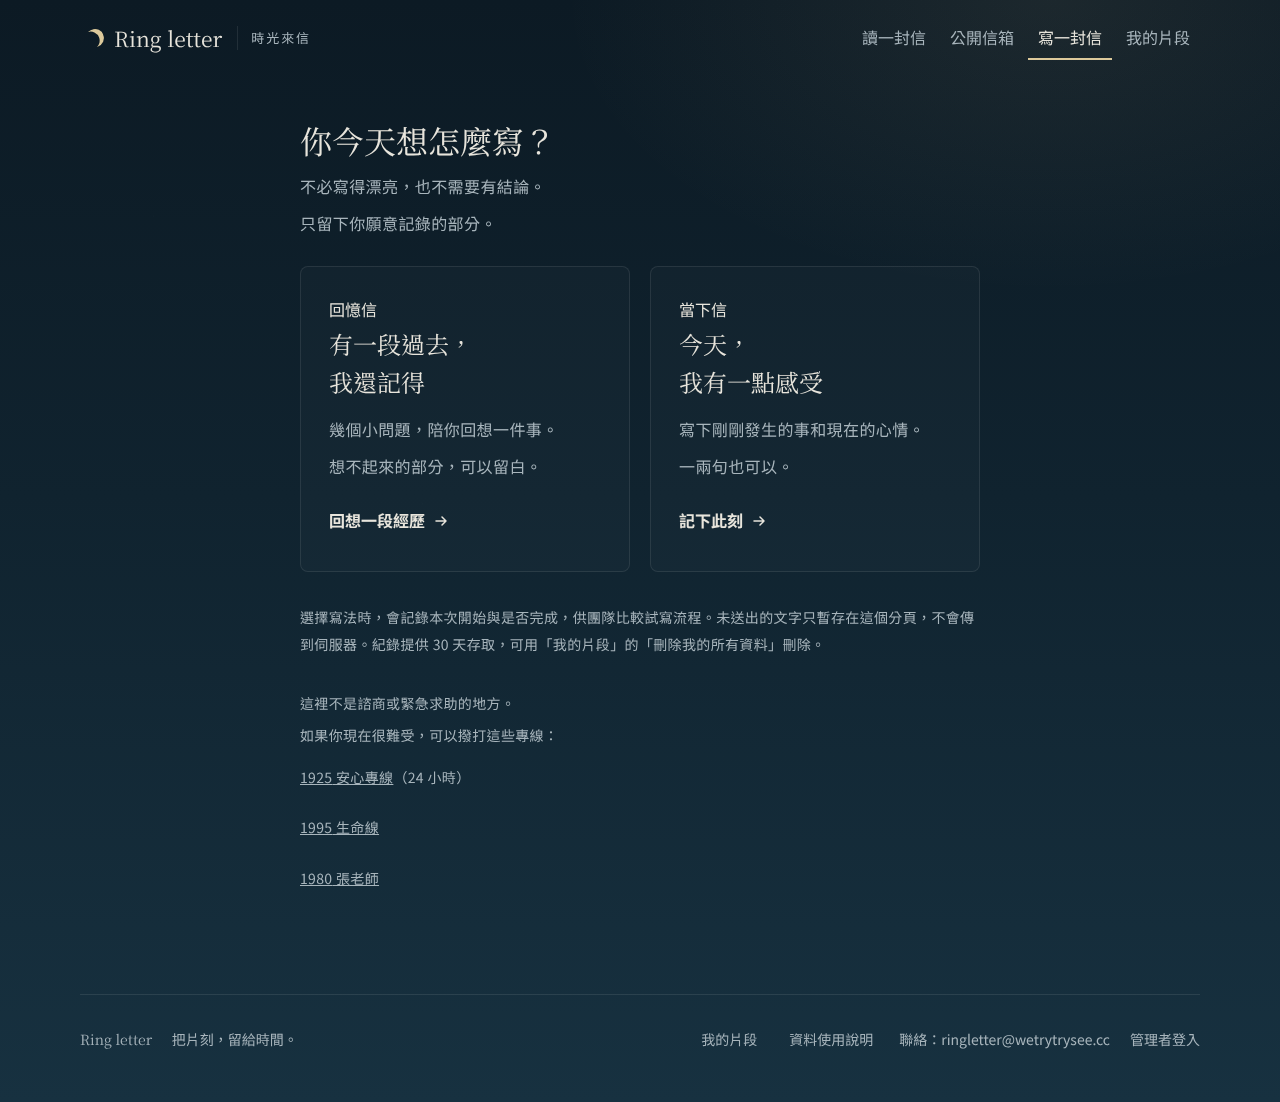 Ring letter 時光來信
讀一封信 公開信箱 寫一封信 我的片段
你今天想怎麼寫？
不必寫得漂亮，也不需要有結論。
只留下你願意記錄的部分。
回憶信
有一段過去，
我還記得
幾個小問題，陪你回想一件事。
想不起來的部分，可以留白。
回想一段經歷 →
當下信
今天，
我有一點感受
寫下剛剛發生的事和現在的心情。
一兩句也可以。
記下此刻 →
選擇寫法時，會記錄本次開始與是否完成，供團隊比較試寫流程。未送出的文字只暫存在這個分頁，不會傳
到伺服器。紀錄提供 30 天存取，可用「我的片段」的「刪除我的所有資料」刪除。
這裡不是諮商或緊急求助的地方。
如果你現在很難受，可以撥打這些專線：
1925 安心專線（24 小時）
1995 生命線
1980 張老師
Ring letter 把片刻，留給時間。
我的片段 資料使用說明 聯絡：ringletter@wetrytrysee.cc 管理者登入